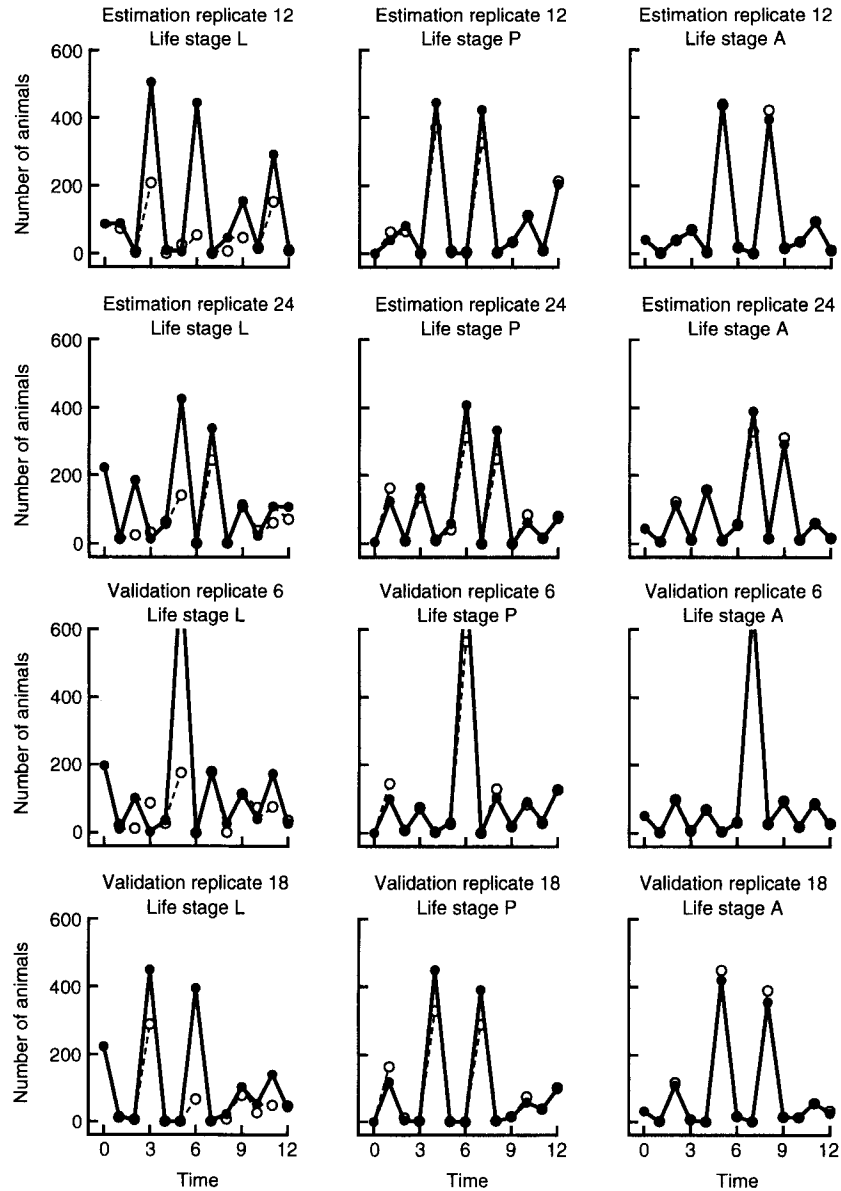 Estimation replicate 12
Life stage L
Estimation replicate 12
Life stage P
Estimation replicate 12
Life stage A
Number of animals
600
400
200
0
Estimation replicate 24
Life stage L
Estimation replicate 24
Life stage P
Estimation replicate 24
Life stage A
Number of animals
600
400
200
0
Validation replicate 6
Life stage L
Validation replicate 6
Life stage P
Validation replicate 6
Life stage A
Number of animals
600
400
200
0
Validation replicate 18
Life stage L
Validation replicate 18
Life stage P
Validation replicate 18
Life stage A
Number of animals
600
400
200
0
0 3 6 9 12
Time
0 3 6 9 12
Time
0 3 6 9 12
Time